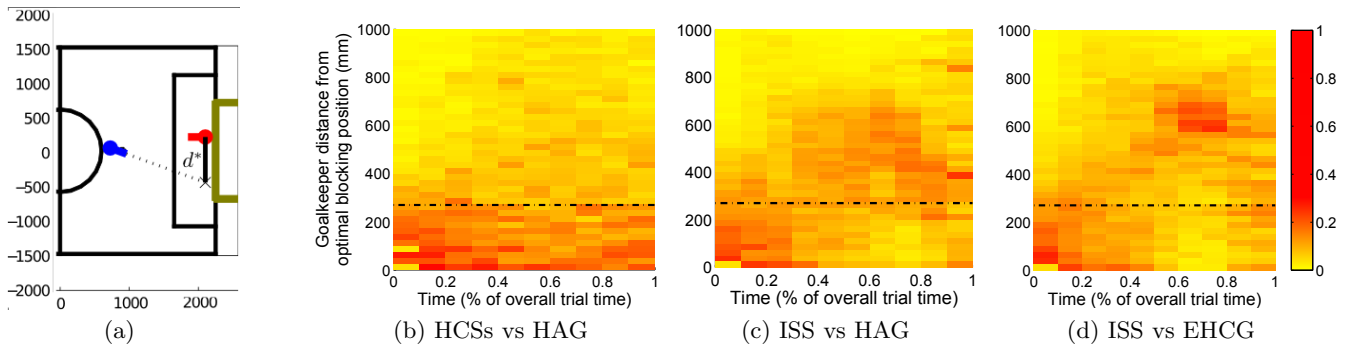 2000
1500
1000
500
0
−500
−1000
−1500
−2000
0 1000 2000
d*
(a)
Goalkeeper distance from
optimal blocking position (mm)
1000
800
600
400
200
0
0 0.2 0.4 0.6 0.8 1
Time (% of overall trial time)
(b) HCSs vs HAG
1000
800
600
400
200
0
0 0.2 0.4 0.6 0.8 1
Time (% of overall trial time)
(c) ISS vs HAG
1000
800
600
400
200
0
0 0.2 0.4 0.6 0.8 1
Time (% of overall trial time)
(d) ISS vs EHCG
1
0.8
0.6
0.4
0.2
0